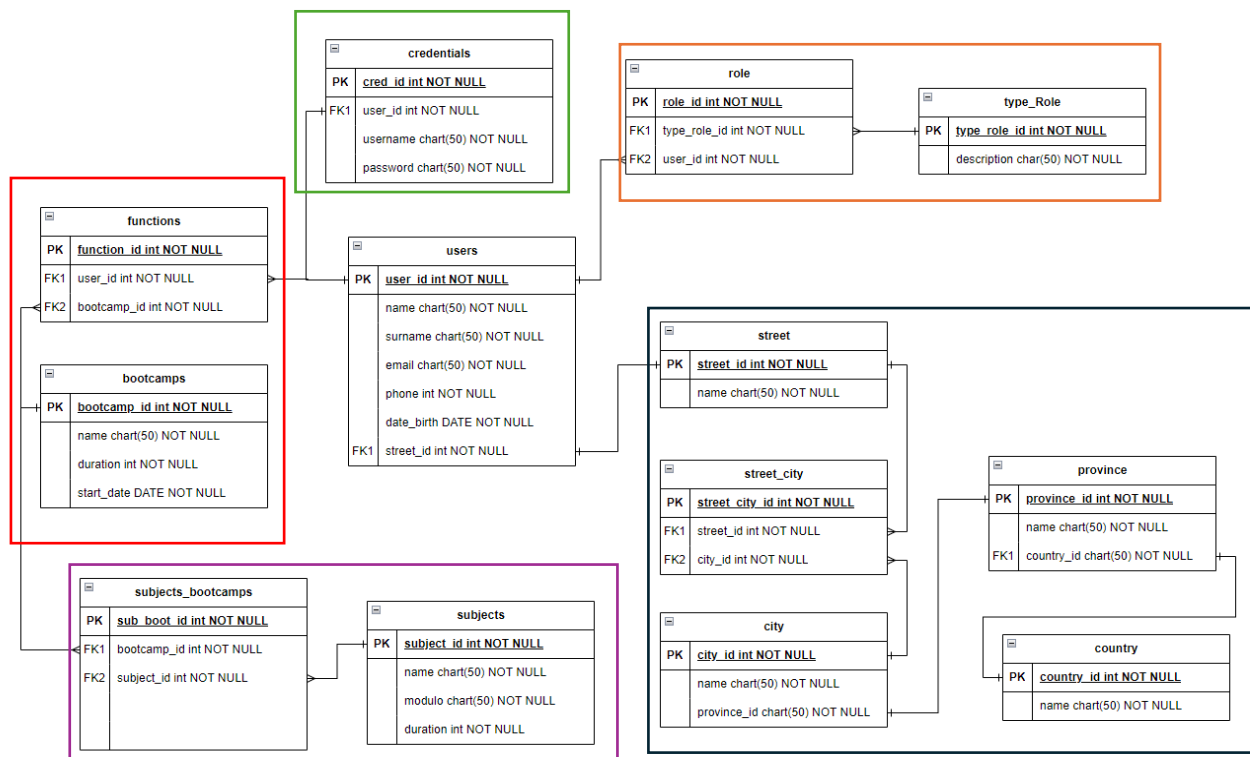 credentials
PK cred_id int NOT NULL
FK1 user_id int NOT NULL
username chart(50) NOT NULL
password chart(50) NOT NULL
role
PK role_id int NOT NULL
FK1 type_role_id int NOT NULL
FK2 user_id int NOT NULL
type_Role
PK type_role_id int NOT NULL
description char(50) NOT NULL
functions
PK function_id int NOT NULL
FK1 user_id int NOT NULL
FK2 bootcamp_id int NOT NULL
users
PK user_id int NOT NULL
name chart(50) NOT NULL
surname chart(50) NOT NULL
email chart(50) NOT NULL
phone int NOT NULL
date_birth DATE NOT NULL
FK1 street_id int NOT NULL
bootcamps
PK bootcamp_id int NOT NULL
name chart(50) NOT NULL
duration int NOT NULL
start_date DATE NOT NULL
street
PK street_id int NOT NULL
name chart(50) NOT NULL
street_city
PK street_city_id int NOT NULL
FK1 street_id int NOT NULL
FK2 city_id int NOT NULL
province
PK province_id int NOT NULL
name chart(50) NOT NULL
FK1 country_id chart(50) NOT NULL
subjects_bootcamps
PK sub_boot_id int NOT NULL
FK1 bootcamp_id int NOT NULL
FK2 subject_id int NOT NULL
subjects
PK subject_id int NOT NULL
name chart(50) NOT NULL
modulo chart(50) NOT NULL
duration int NOT NULL
city
PK city_id int NOT NULL
name chart(50) NOT NULL
province_id chart(50) NOT NULL
country
PK country_id int NOT NULL
name chart(50) NOT NULL